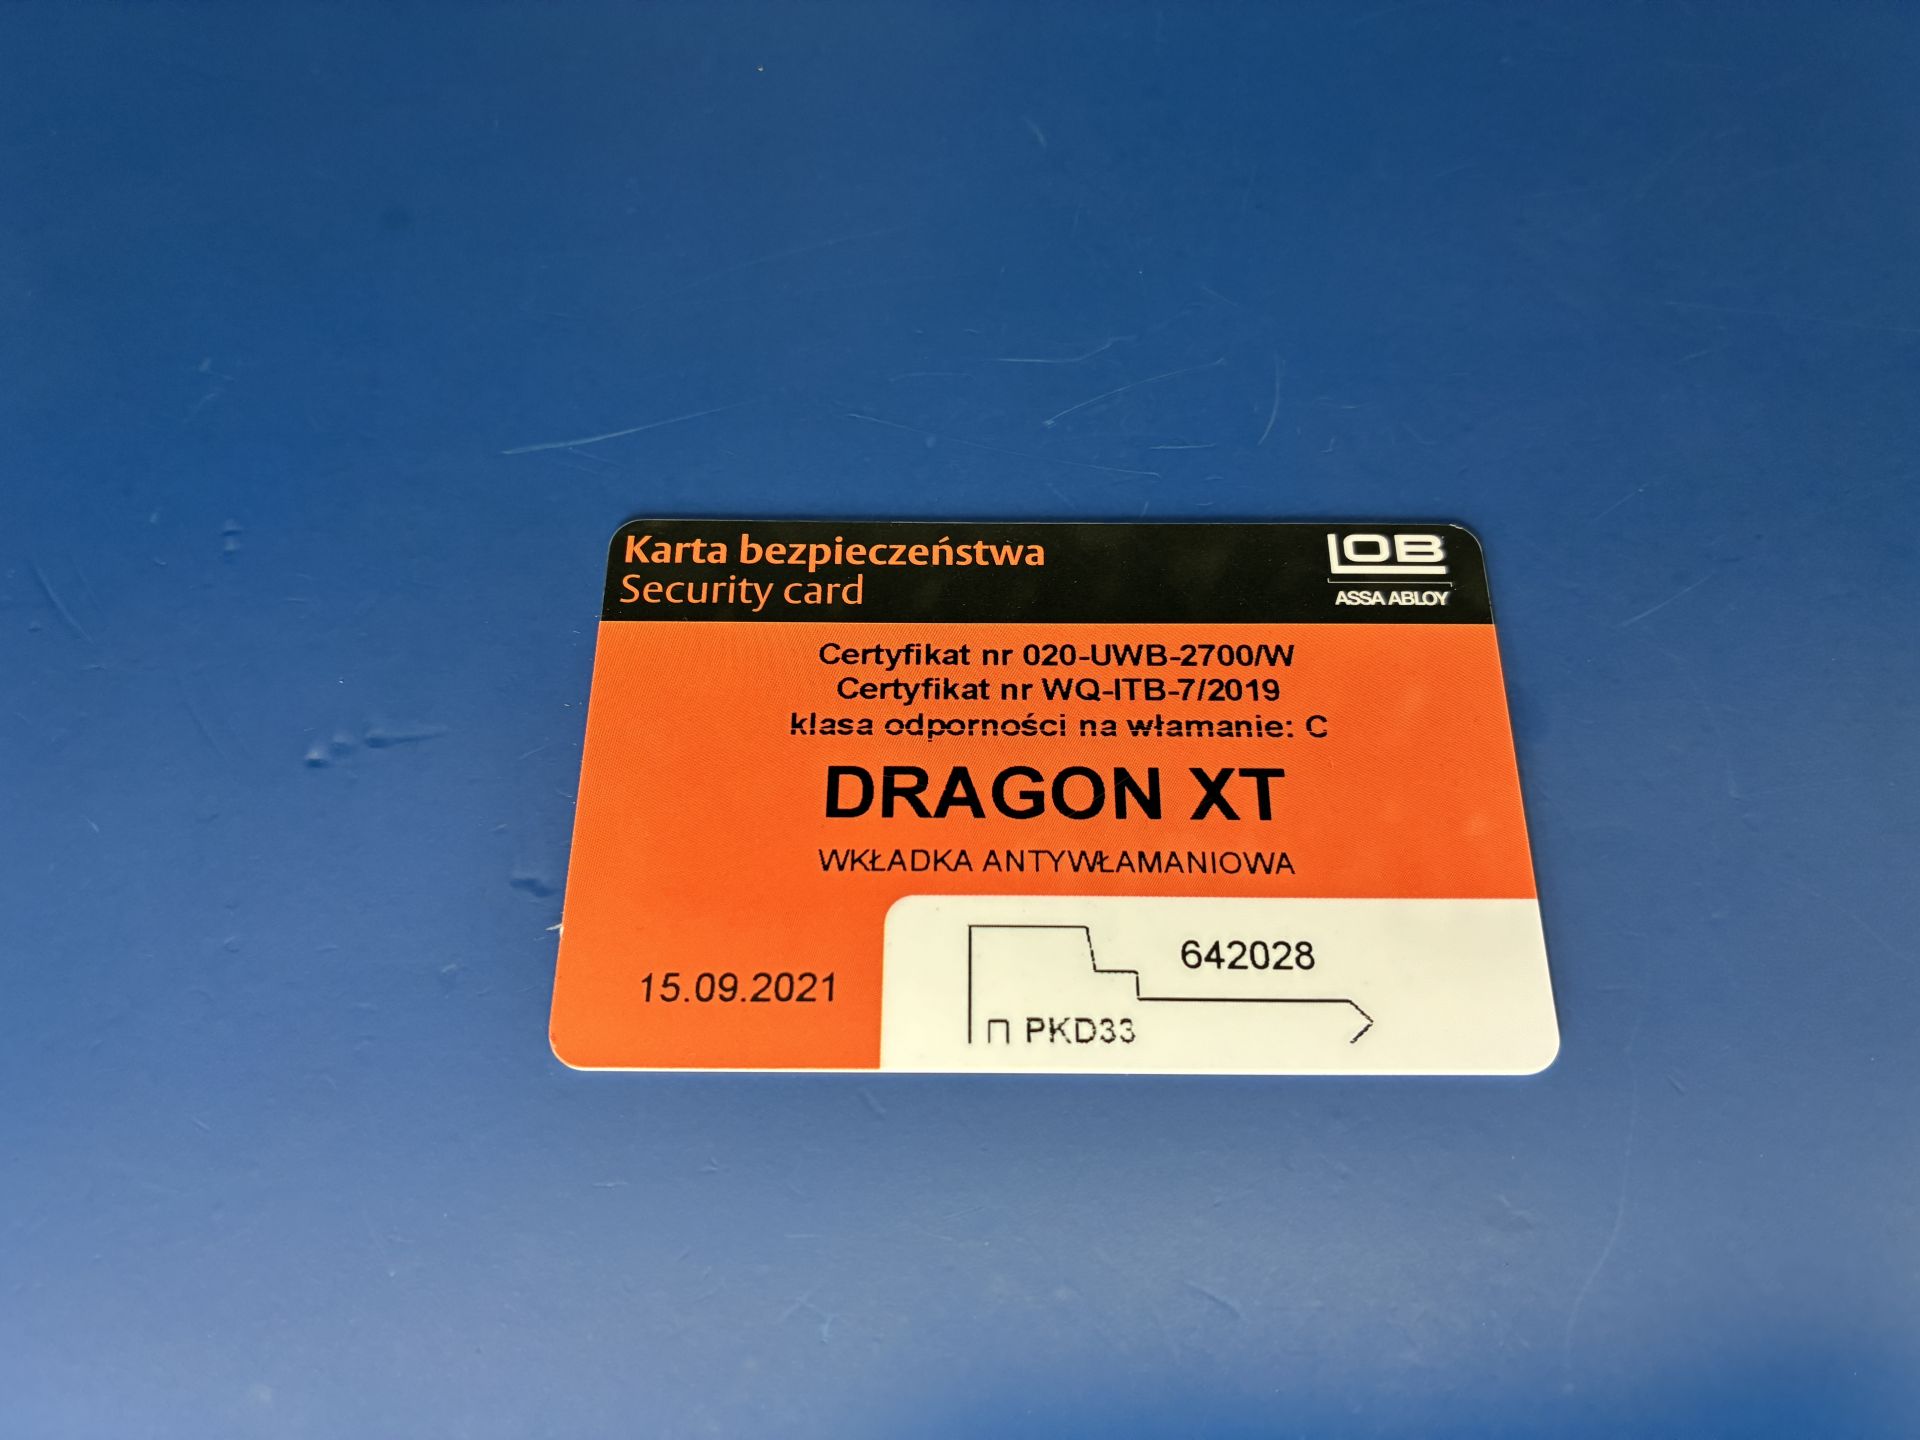 Karta bezpieczeństwa
Security card
LOB
ASSA ABLOY
Certyfikat nr 020-UWB-2700/W
Certyfikat nr WQ-ITB-7/2019
klasa odporności na włamanie: C
DRAGON XT
WKŁADKA ANTYWŁAMANIOWA
642028
15.09.2021
Π PKD33